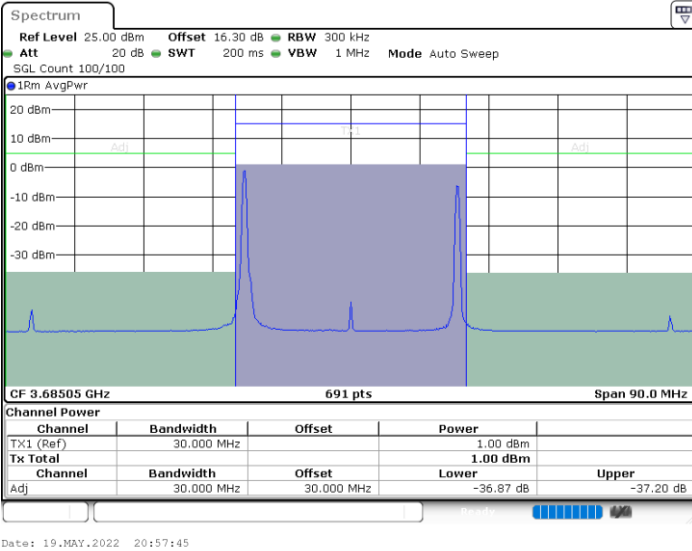 Spectrum
Ref Level 25.00 dBm Offset 16.30 dB RBW 300 kHz
Att 20 dB SWT 200 ms VBW 1 MHz Mode Auto Sweep
SGL Count 100/100
1Rm AvgPwr
20 dBm
TX1
10 dBm
Adj Adj
0 dBm
-10 dBm
-20 dBm
-30 dBm
CF 3.68505 GHz 691 pts Span 90.0 MHz
Channel Power
Channel Bandwidth Offset Power
TX1 (Ref) 30.000 MHz 1.00 dBm
Tx Total 1.00 dBm
Channel Bandwidth Offset Lower Upper
Adj 30.000 MHz 30.000 MHz -36.87 dB -37.20 dB
Ready
Date: 19.MAY.2022 20:57:45